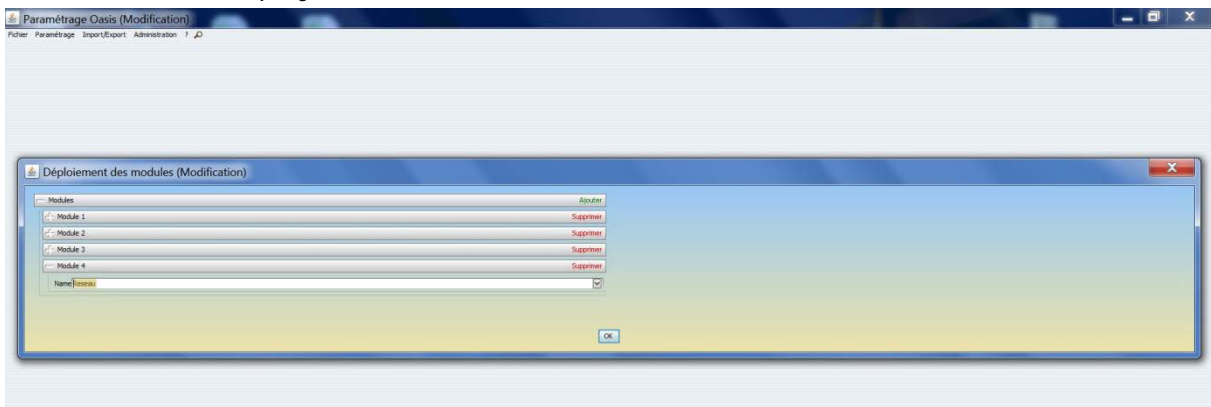 Paramétrage Oasis (Modification)
Fichier Paramétrage Import/Export Administration ?
Déploiement des modules (Modification)
Modules Ajouter
Module 1 Supprimer
Module 2 Supprimer
Module 3 Supprimer
Module 4 Supprimer
Name Reseau
OK